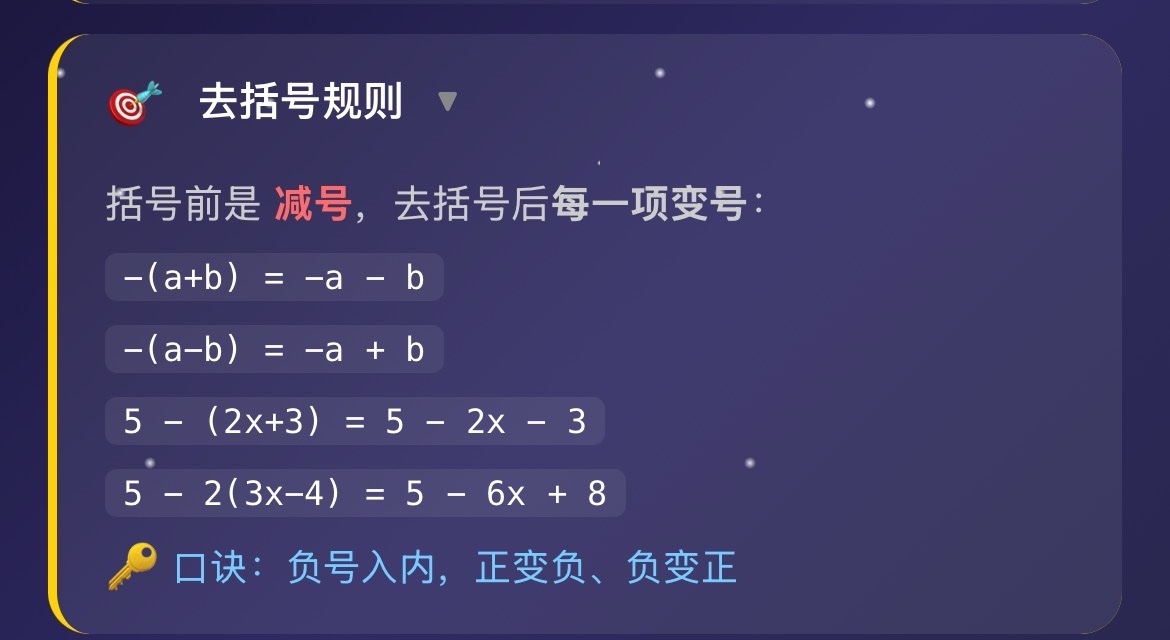 去括号规则 ▼
括号前是 减号，去括号后每一项变号：
−(a+b) = −a − b
−(a−b) = −a + b
5 − (2x+3) = 5 − 2x − 3
5 − 2(3x−4) = 5 − 6x + 8
口诀：负号入内，正变负、负变正